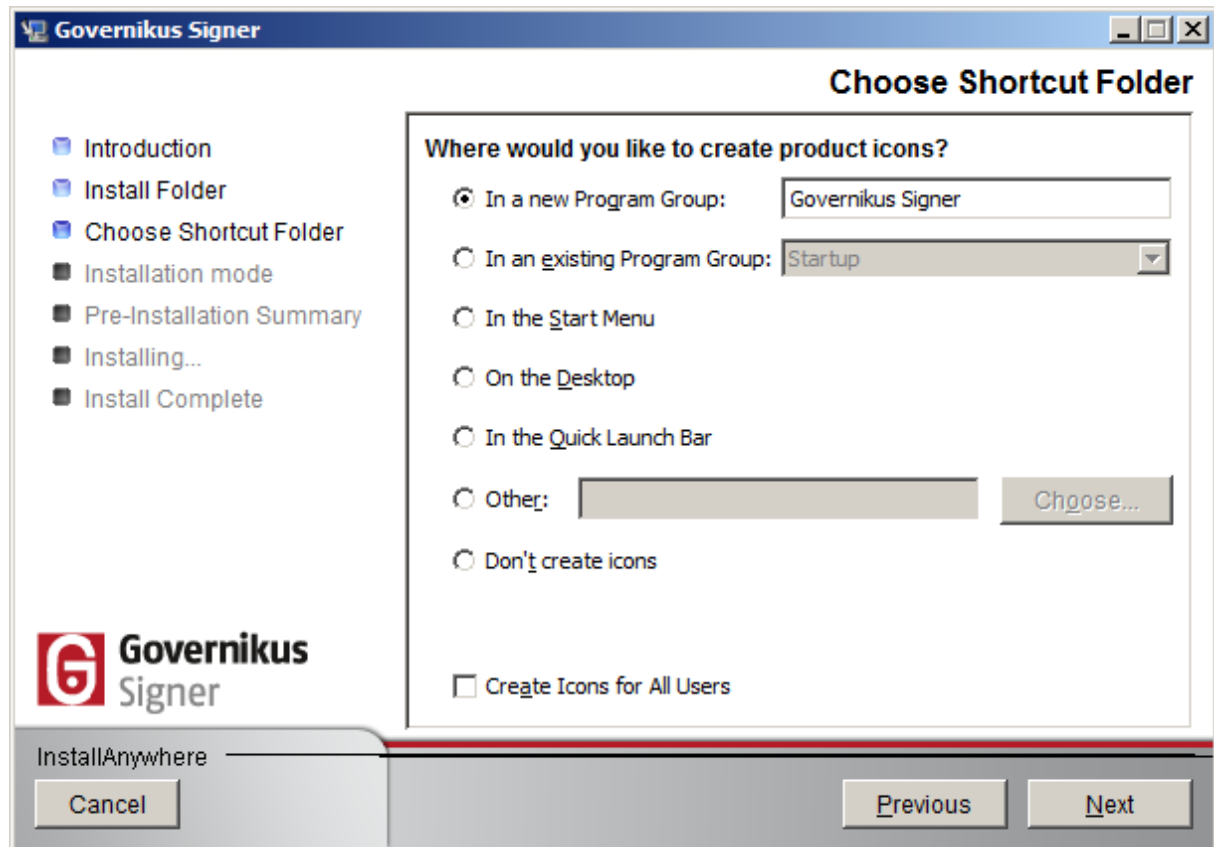 Governikus Signer
Choose Shortcut Folder
Introduction
Install Folder
Choose Shortcut Folder
Installation mode
Pre-Installation Summary
Installing...
Install Complete
Where would you like to create product icons?
In a new Program Group: Governikus Signer
In an existing Program Group: Startup
In the Start Menu
On the Desktop
In the Quick Launch Bar
Other: Choose...
Don't create icons
Create Icons for All Users
Governikus
Signer
InstallAnywhere
Cancel Previous Next